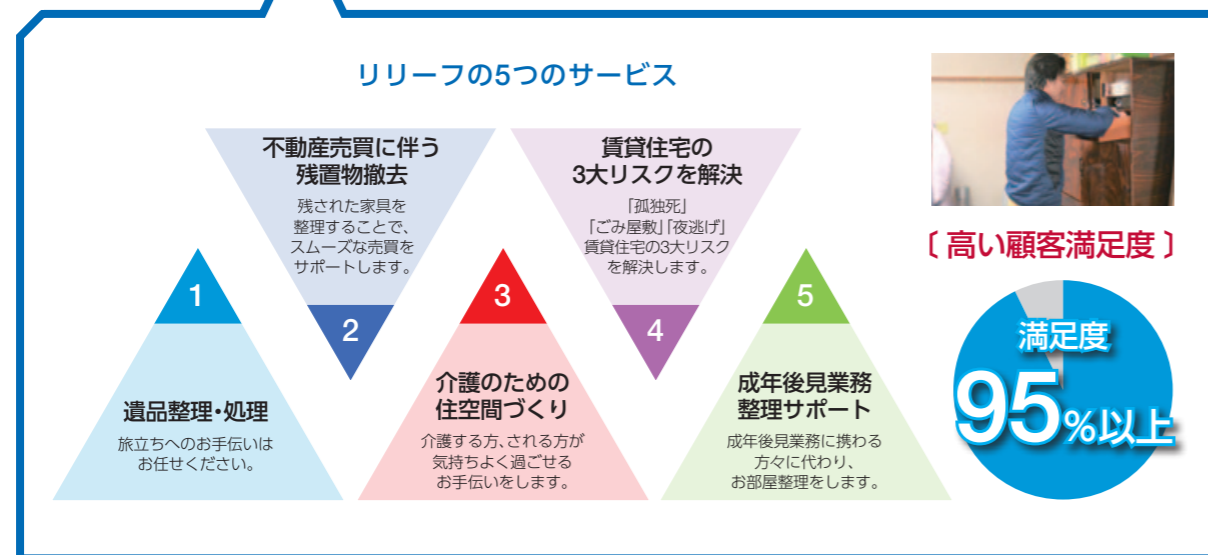 リリーフの5つのサービス
1
遺品整理・処理
旅立ちへのお手伝いは
お任せください。
不動産売買に伴う
残置物撤去
残された家具を
整理することで、
スムーズな売買を
サポートします。
2
3
介護のための
住空間づくり
介護する方、される方が
気持ちよく過ごせる
お手伝いをします。
賃貸住宅の
3大リスクを解決
「孤独死」
「ごみ屋敷」「夜逃げ」
賃貸住宅の3大リスク
を解決します。
4
5
成年後見業務
整理サポート
成年後見業務に携わる
方々に代わり、
お部屋整理をします。
〔 高い顧客満足度 〕
満足度
95%以上